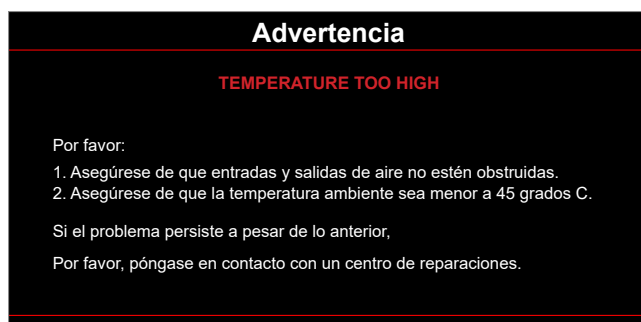 Advertencia
TEMPERATURE TOO HIGH
Por favor:
1. Asegúrese de que entradas y salidas de aire no estén obstruidas.
2. Asegúrese de que la temperatura ambiente sea menor a 45 grados C.
Si el problema persiste a pesar de lo anterior,
Por favor, póngase en contacto con un centro de reparaciones.